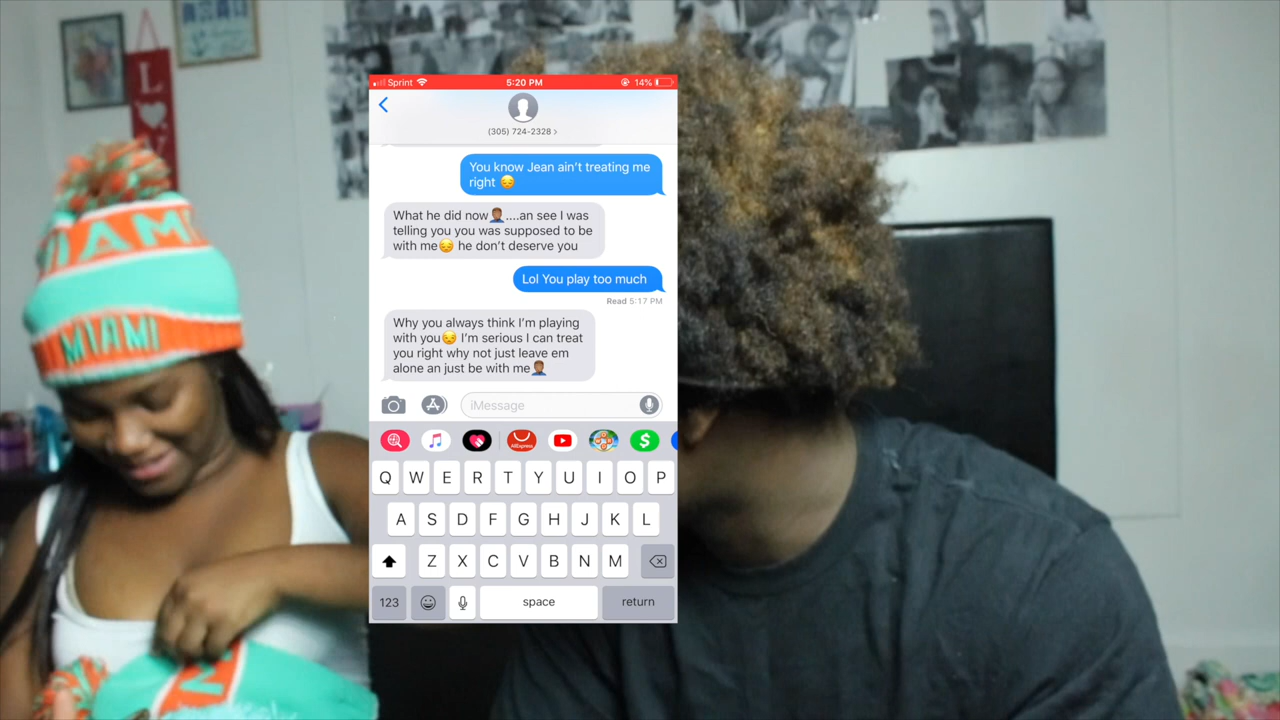 Sprint 5:20 PM 14%
(305) 724-2328 >
You know Jean ain't treating me
right 😔
What he did now🤦🏾‍♂️....an see I was
telling you you was supposed to be
with me😔 he don't deserve you
Lol You play too much
Read 5:17 PM
Why you always think I'm playing
with you😔 I'm serious I can treat
you right why not just leave em
alone an just be with me🤦🏾‍♂️
iMessage
AliExpress
$
Q W E R T Y U I O P
A S D F G H J K L
Z X C V B N M
123 space return
L
MIAMI
MIAMI